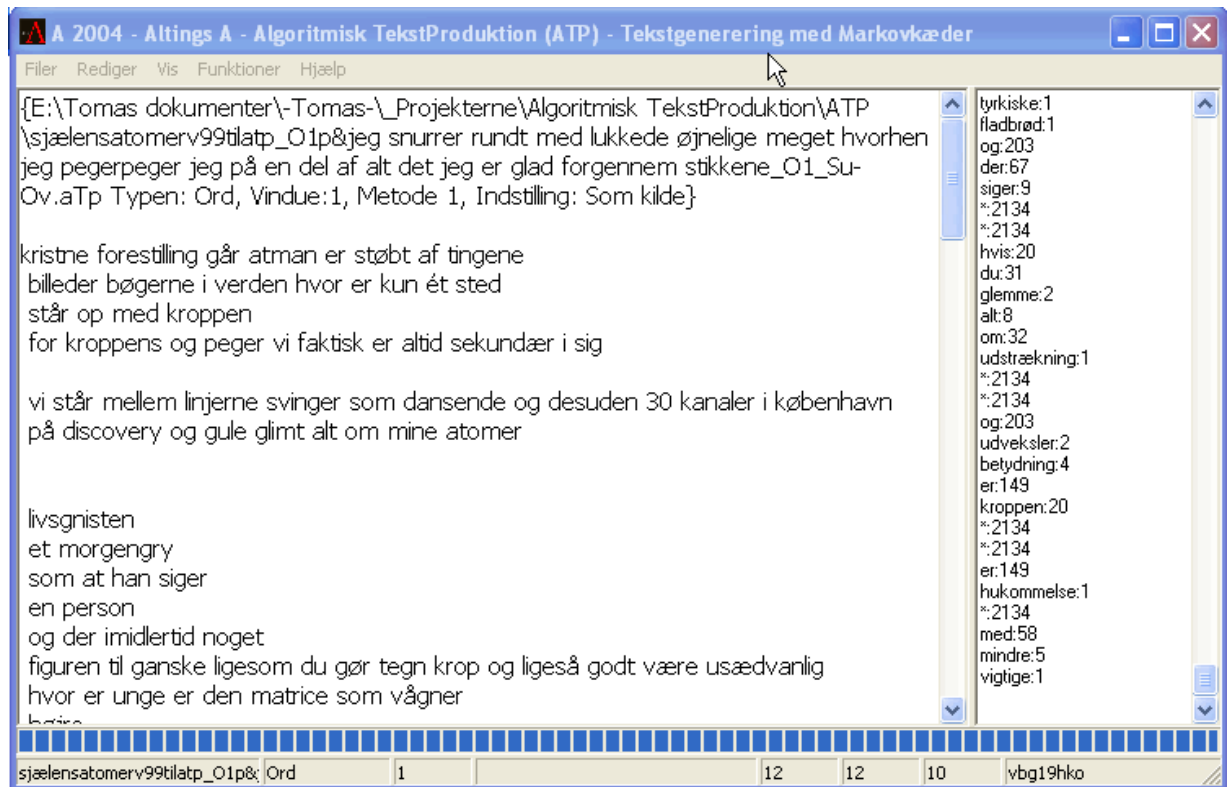 A 2004 - Altings A - Algoritmisk TekstProduktion (ATP) - Tekstgenerering med Markovkæder
Filer Rediger Vis Funktioner Hjælp
{E:\Tomas dokumenter\-Tomas-\_Projekterne\Algoritmisk TekstProduktion\ATP
\sjælensatomerv99tilatp_O1p&jeg snurrer rundt med lukkede øjnelige meget hvorhen
jeg pegerpeger jeg på en del af alt det jeg er glad forgennem stikkene_O1_Su-
Ov.aTp Typen: Ord, Vindue:1, Metode 1, Indstilling: Som kilde}
kristne forestilling går atman er støbt af tingene
billeder bøgerne i verden hvor er kun ét sted
står op med kroppen
for kroppens og peger vi faktisk er altid sekundær i sig
vi står mellem linjerne svinger som dansende og desuden 30 kanaler i københavn
på discovery og gule glimt alt om mine atomer
livsgnisten
et morgengry
som at han siger
en person
og der imidlertid noget
figuren til ganske ligesom du gør tegn krop og ligeså godt være usædvanlig
hvor er unge er den matrice som vågner
tyrkiske:1
fladbrød:1
og:203
der:67
siger:9
*:2134
*:2134
hvis:20
du:31
glemme:2
alt:8
om:32
udstrækning:1
*:2134
*:2134
og:203
udveksler:2
betydning:4
er:149
kroppen:20
*:2134
*:2134
er:149
hukommelse:1
*:2134
med:58
mindre:5
vigtige:1
sjælensatomerv99tilatp_O1p& Ord 1 12 12 10 vbg19hko